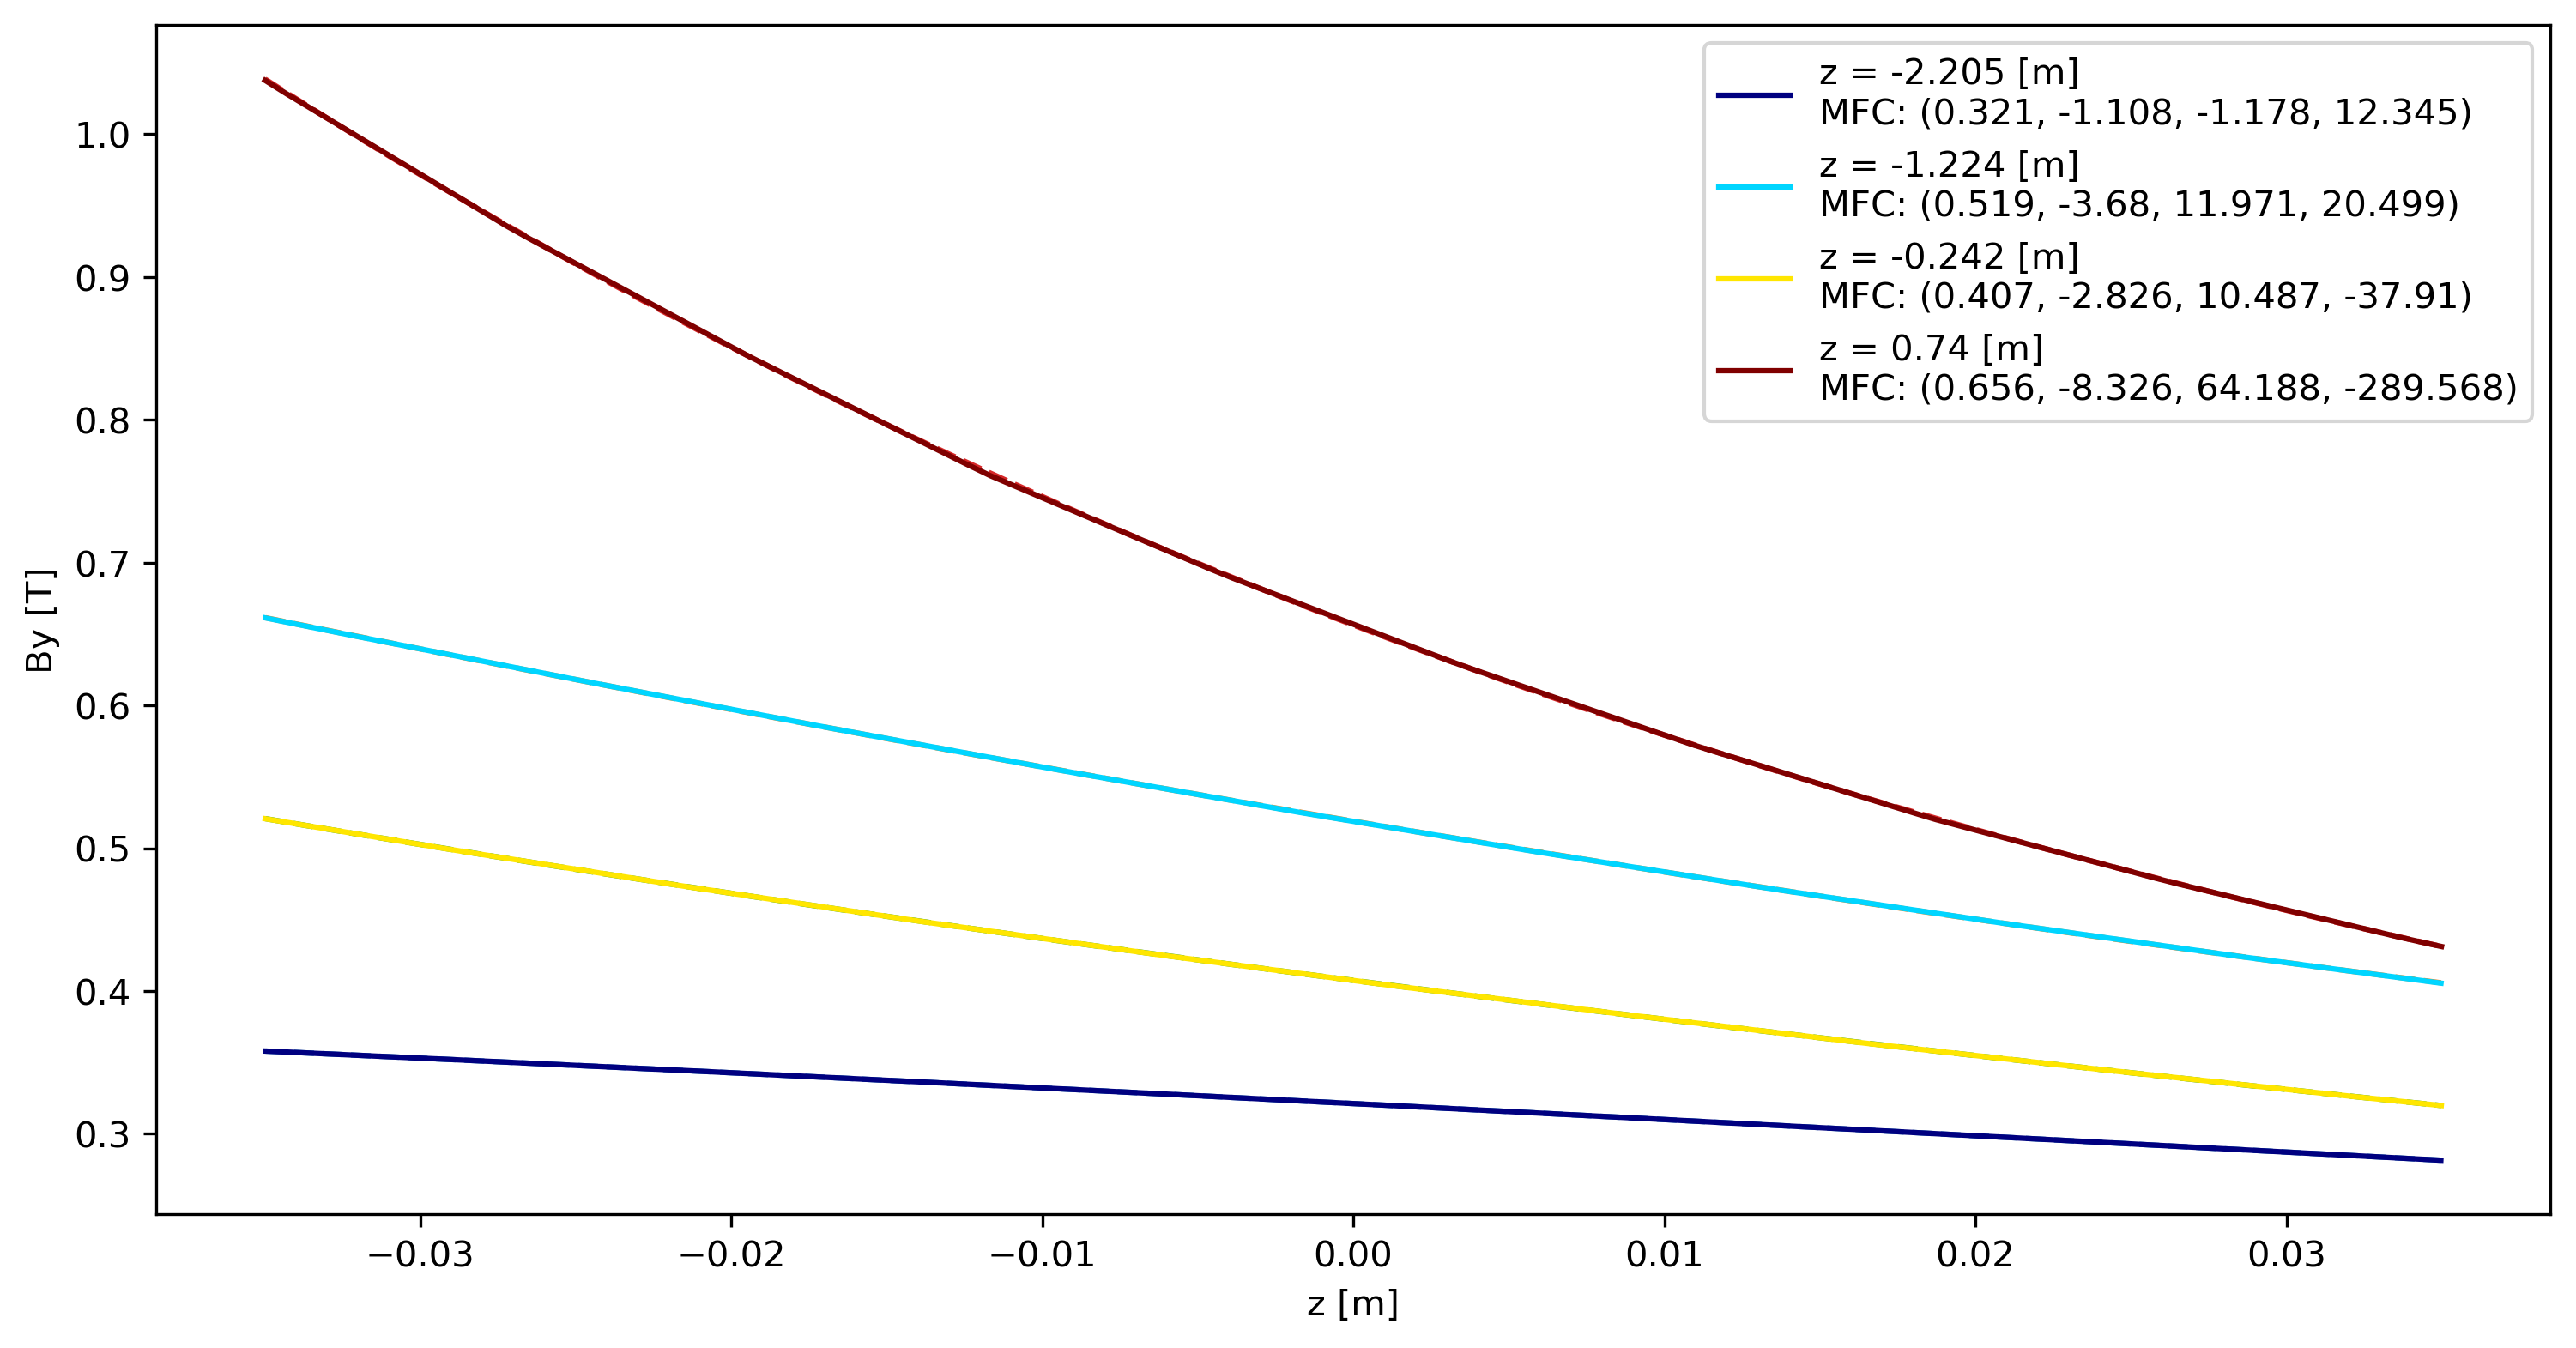 z = -2.205 [m]
MFC: (0.321, -1.108, -1.178, 12.345)
z = -1.224 [m]
MFC: (0.519, -3.68, 11.971, 20.499)
z = -0.242 [m]
MFC: (0.407, -2.826, 10.487, -37.91)
z = 0.74 [m]
MFC: (0.656, -8.326, 64.188, -289.568)
By [T]
1.0
0.9
0.8
0.7
0.6
0.5
0.4
0.3
−0.03 −0.02 −0.01 0.00 0.01 0.02 0.03
z [m]